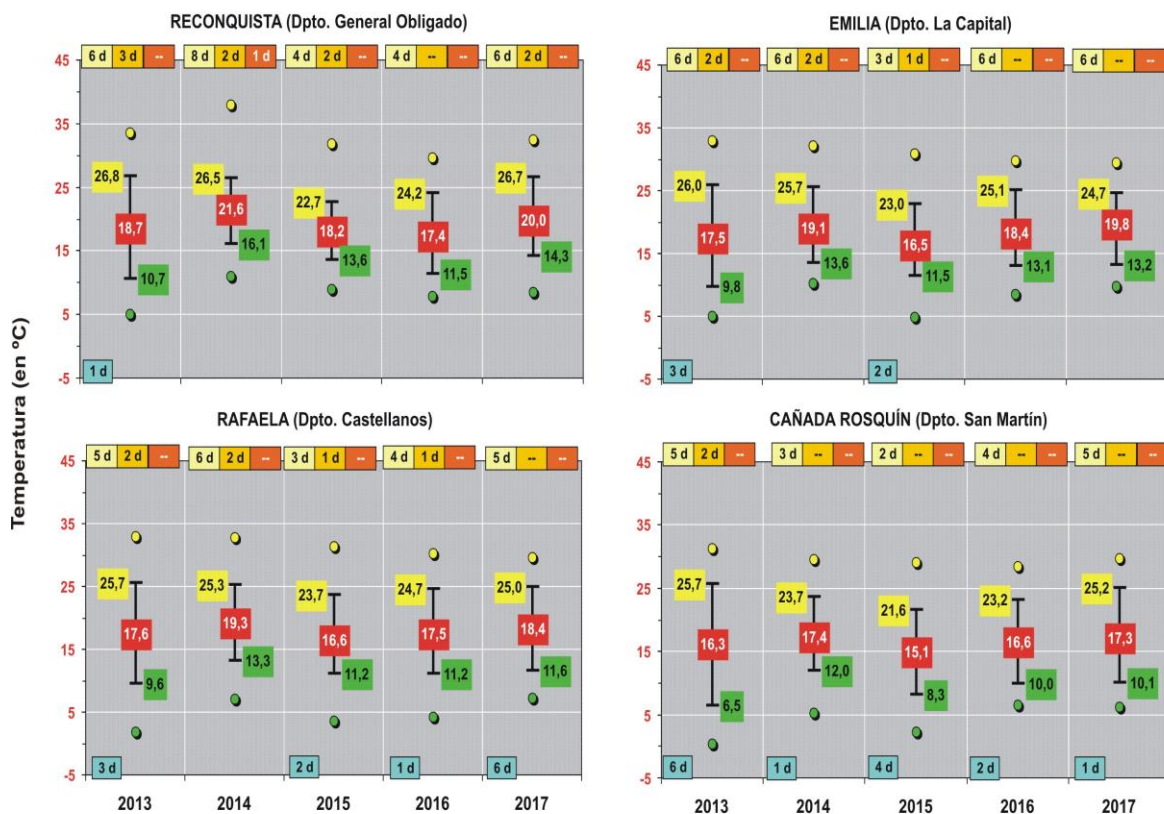 RECONQUISTA (Dpto. General Obligado)
6 d 3 d -- 8 d 2 d 1 d 4 d 2 d -- 4 d -- -- 6 d 2 d --
45
35
25
15
5
-5
26,8 18,7 10,7
26,5 21,6 16,1
22,7 18,2 13,6
24,2 17,4 11,5
26,7 20,0 14,3
1 d
EMILIA (Dpto. La Capital)
6 d 2 d -- 6 d 2 d -- 3 d 1 d -- 6 d -- -- 6 d -- --
45
35
25
15
5
-5
26,0 17,5 9,8
25,7 19,1 13,6
23,0 16,5 11,5
25,1 18,4 13,1
24,7 19,8 13,2
3 d 2 d
Temperatura (en ºC)
RAFAELA (Dpto. Castellanos)
5 d 2 d -- 6 d 2 d -- 3 d 1 d -- 4 d 1 d -- 5 d -- --
45
35
25
15
5
-5
25,7 17,6 9,6
25,3 19,3 13,3
23,7 16,6 11,2
24,7 17,5 11,2
25,0 18,4 11,6
3 d 2 d 1 d 6 d
2013 2014 2015 2016 2017
CAÑADA ROSQUÍN (Dpto. San Martín)
5 d 2 d -- 3 d -- -- 2 d -- -- 4 d -- -- 5 d -- --
45
35
25
15
5
-5
25,7 16,3 6,5
23,7 17,4 12,0
21,6 15,1 8,3
23,2 16,6 10,0
25,2 17,3 10,1
6 d 1 d 4 d 2 d 1 d
2013 2014 2015 2016 2017